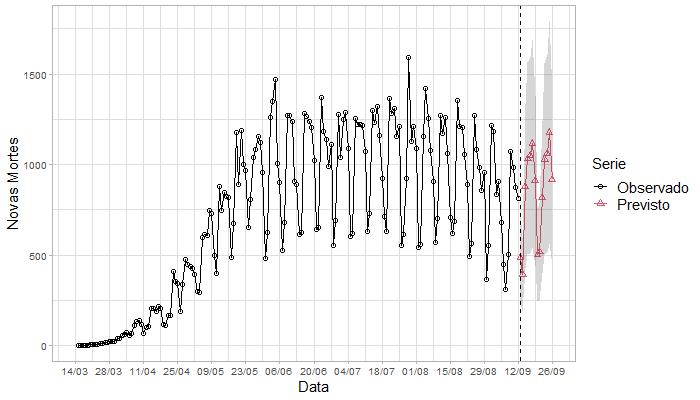 Novas Mortes
1500
1000
500
0
14/03 28/03 11/04 25/04 09/05 23/05 06/06 20/06 04/07 18/07 01/08 15/08 29/08 12/09 26/09
Data
Serie
Observado
Previsto